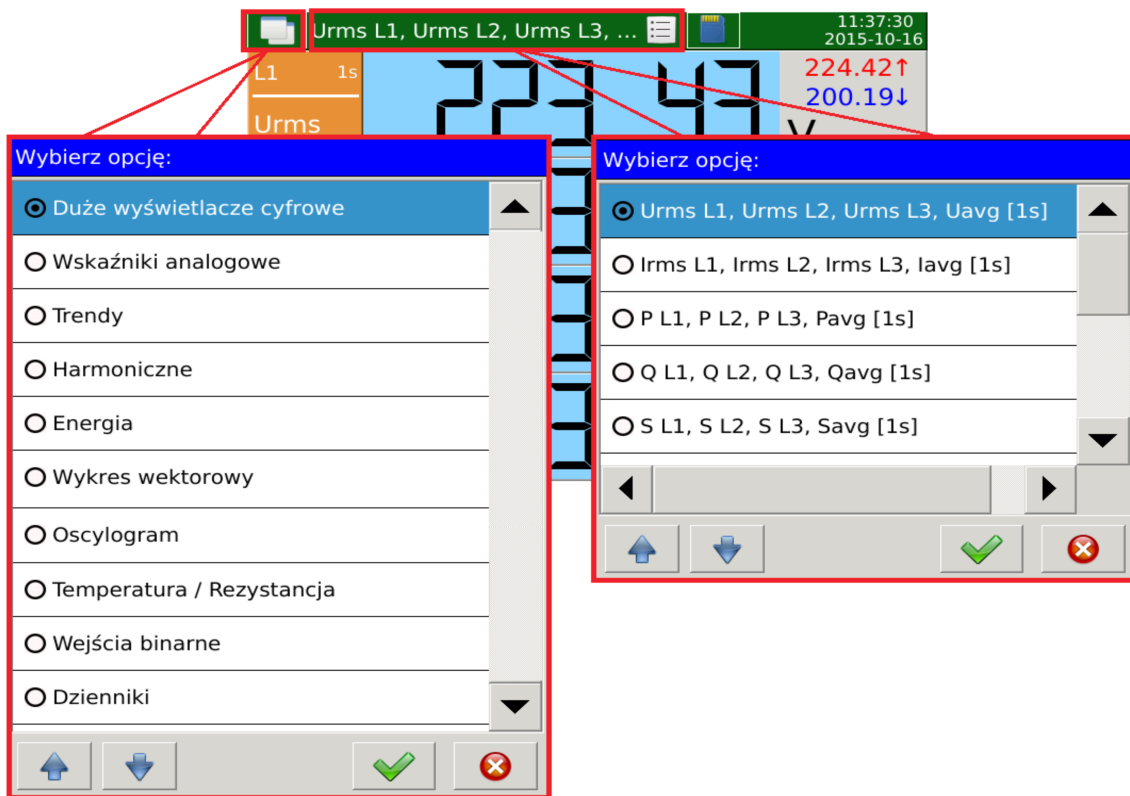 Urms L1, Urms L2, Urms L3, ...
11:37:30
2015-10-16
L1 1s
Urms
223 43
V
224.42↑
200.19↓
Wybierz opcję:
Duże wyświetlacze cyfrowe
Wskaźniki analogowe
Trendy
Harmoniczne
Energia
Wykres wektorowy
Oscylogram
Temperatura / Rezystancja
Wejścia binarne
Dzienniki
Wybierz opcję:
Urms L1, Urms L2, Urms L3, Uavg [1s]
Irms L1, Irms L2, Irms L3, Iavg [1s]
P L1, P L2, P L3, Pavg [1s]
Q L1, Q L2, Q L3, Qavg [1s]
S L1, S L2, S L3, Savg [1s]